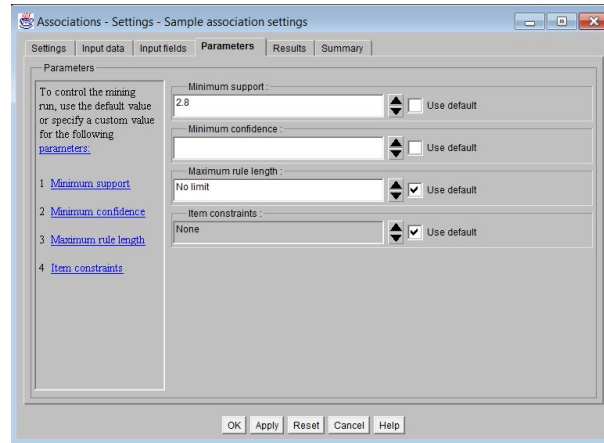 Associations - Settings - Sample association settings
Settings Input data Input fields Parameters Results Summary
Parameters
To control the mining
run, use the default value
or specify a custom value
for the following
parameters:
1 Minimum support
2 Minimum confidence
3 Maximum rule length
4 Item constraints
Minimum support :
2.8
Use default
Minimum confidence :
Use default
Maximum rule length :
No limit
Use default
Item constraints :
None
Use default
OK Apply Reset Cancel Help